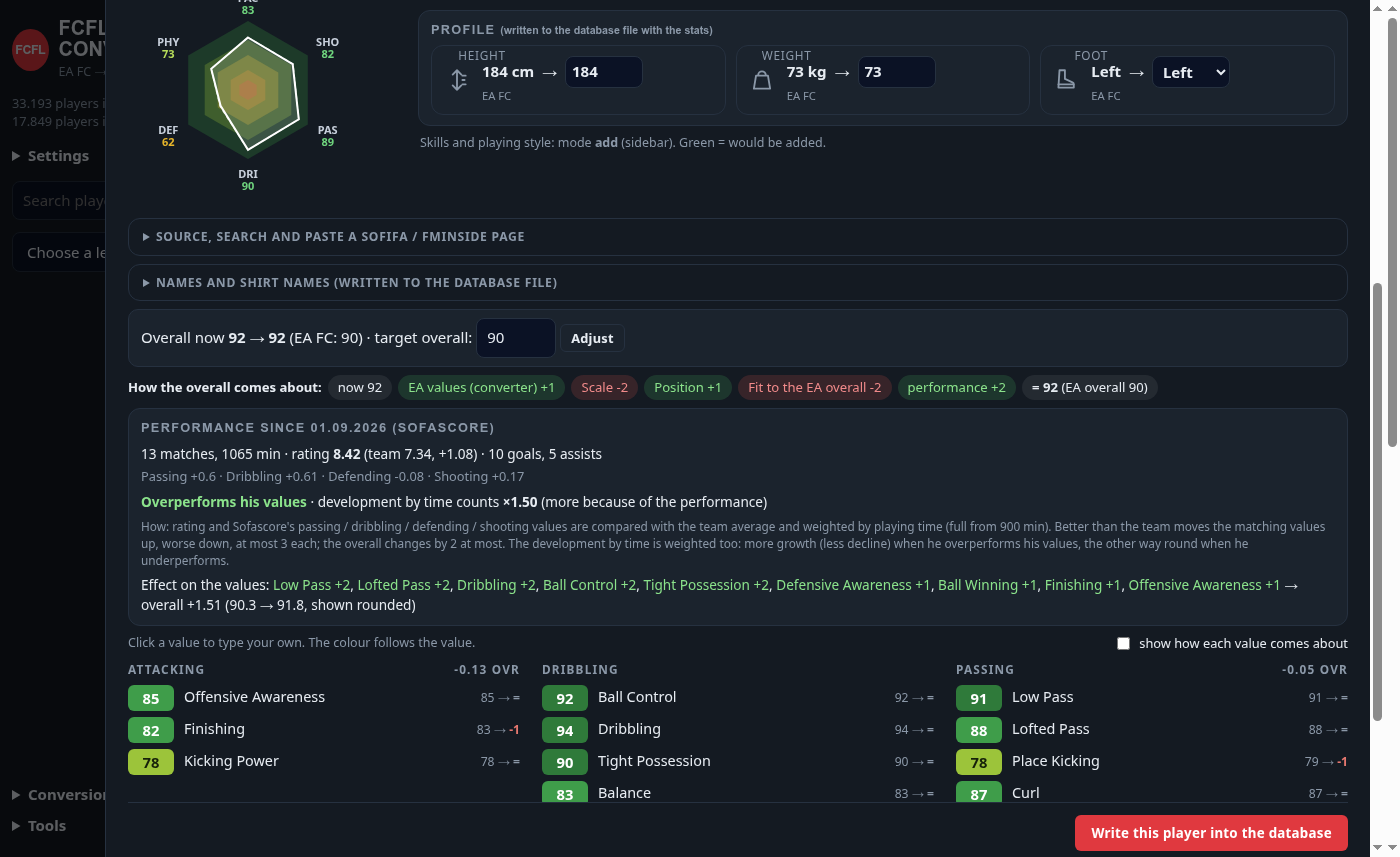 FCFL
FCFL
CONV
EA FC →
33.193 players i
17.849 players i
Settings
Search playe
Choose a le
Conversion
Tools
83
PHY
73
SHO
82
DEF
62
PAS
89
DRI
90
PROFILE (written to the database file with the stats)
HEIGHT
184 cm → 184
EA FC
WEIGHT
73 kg → 73
EA FC
FOOT
Left → Left
EA FC
Skills and playing style: mode add (sidebar). Green = would be added.
SOURCE, SEARCH AND PASTE A SOFIFA / FMINSIDE PAGE
NAMES AND SHIRT NAMES (WRITTEN TO THE DATABASE FILE)
Overall now 92 → 92 (EA FC: 90) · target overall: 90 Adjust
How the overall comes about: now 92 EA values (converter) +1 Scale -2 Position +1 Fit to the EA overall -2 performance +2 = 92 (EA overall 90)
PERFORMANCE SINCE 01.09.2026 (SOFASCORE)
13 matches, 1065 min · rating 8.42 (team 7.34, +1.08) · 10 goals, 5 assists
Passing +0.6 · Dribbling +0.61 · Defending -0.08 · Shooting +0.17
Overperforms his values · development by time counts ×1.50 (more because of the performance)
How: rating and Sofascore's passing / dribbling / defending / shooting values are compared with the team average and weighted by playing time (full from 900 min). Better than the team moves the matching values
up, worse down, at most 3 each; the overall changes by 2 at most. The development by time is weighted too: more growth (less decline) when he overperforms his values, the other way round when he
underperforms.
Effect on the values: Low Pass +2, Lofted Pass +2, Dribbling +2, Ball Control +2, Tight Possession +2, Defensive Awareness +1, Ball Winning +1, Finishing +1, Offensive Awareness +1 →
overall +1.51 (90.3 → 91.8, shown rounded)
Click a value to type your own. The colour follows the value.
show how each value comes about
ATTACKING -0.13 OVR
85 Offensive Awareness 85 → =
82 Finishing 83 → -1
78 Kicking Power 78 → =
DRIBBLING
92 Ball Control 92 → =
94 Dribbling 94 → =
90 Tight Possession 90 → =
83 Balance 83 → =
PASSING -0.05 OVR
91 Low Pass 91 → =
88 Lofted Pass 88 → =
78 Place Kicking 79 → -1
87 Curl 87 → =
Write this player into the database